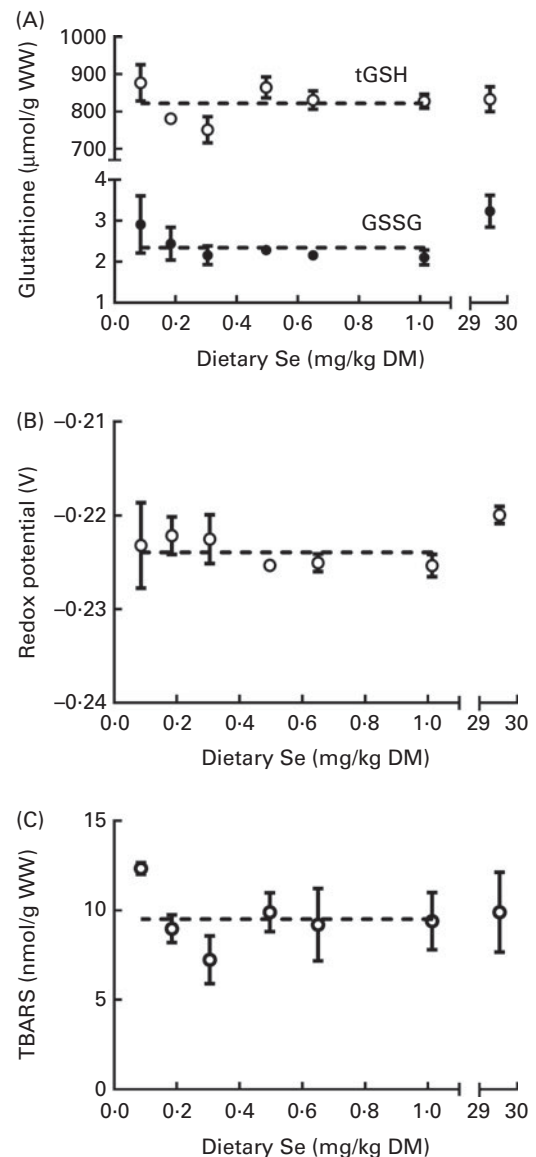 (A)
1000
900
800
700
4
3
2
1
tGSH
GSSG
Glutathione (μmol/g WW)
0·0 0·2 0·4 0·6 0·8 1·0 29 30
Dietary Se (mg/kg DM)
(B)
−0·21
−0·22
−0·23
−0·24
Redox potential (V)
0·0 0·2 0·4 0·6 0·8 1·0 29 30
Dietary Se (mg/kg DM)
(C)
15
10
5
0
TBARS (nmol/g WW)
0·0 0·2 0·4 0·6 0·8 1·0 29 30
Dietary Se (mg/kg DM)